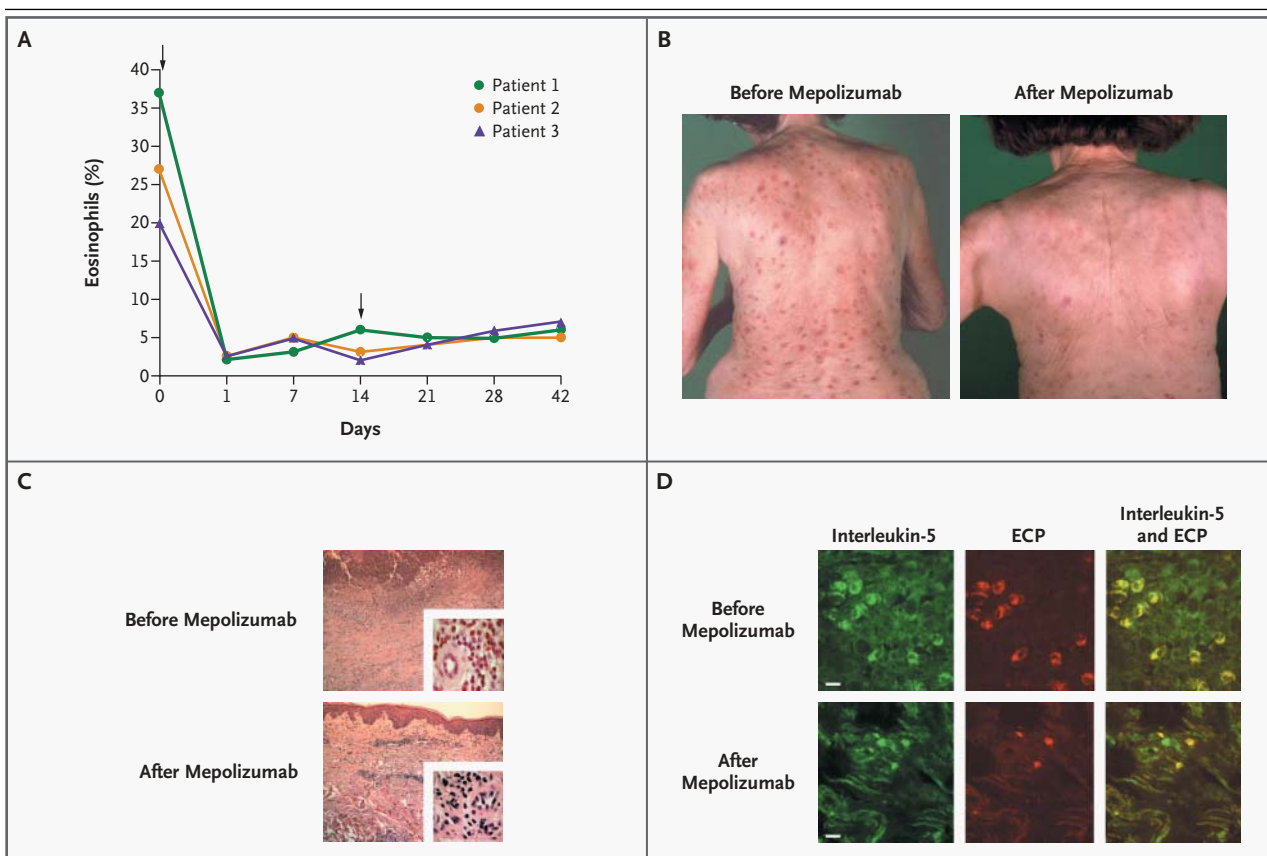 A
40
35
30
25
20
15
10
5
0
Eosinophils (%)
Patient 1
Patient 2
Patient 3
0 1 7 14 21 28 42
Days
B
Before Mepolizumab
After Mepolizumab
C
Before Mepolizumab
After Mepolizumab
D
Interleukin-5
ECP
Interleukin-5
and ECP
Before
Mepolizumab
After
Mepolizumab